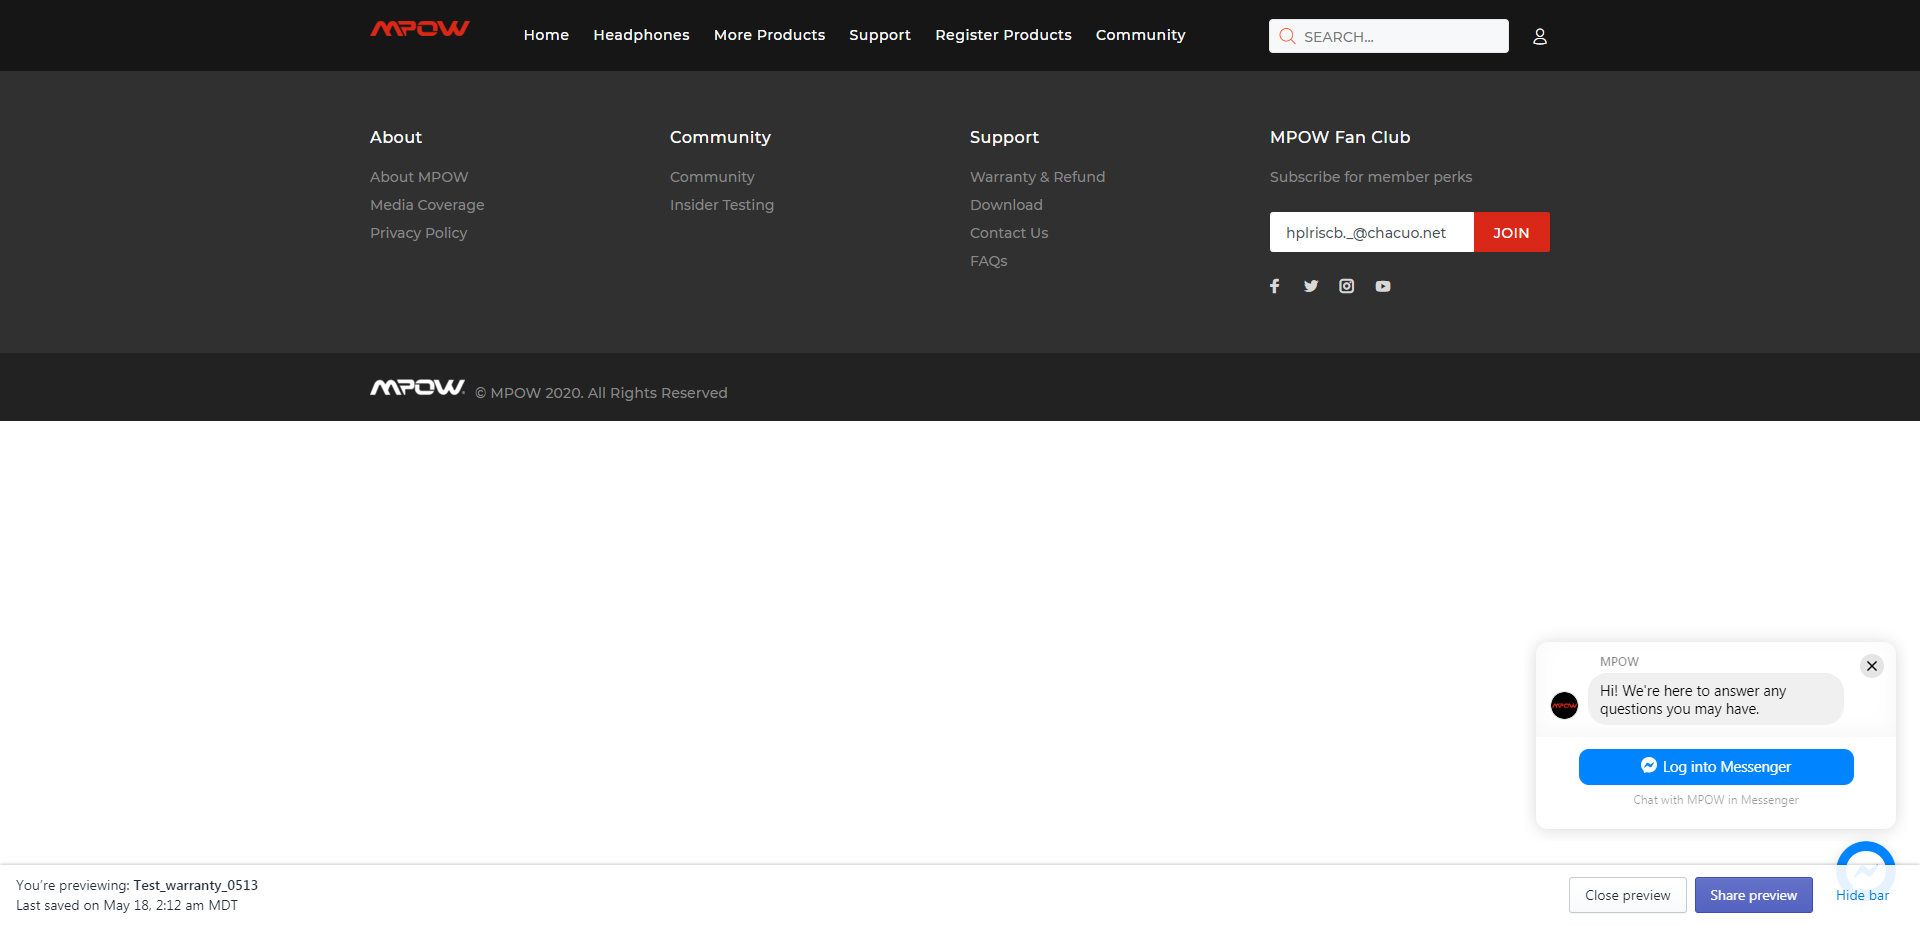 MPOW
Home Headphones More Products Support Register Products Community
SEARCH...
About
About MPOW
Media Coverage
Privacy Policy
Community
Community
Insider Testing
Support
Warranty & Refund
Download
Contact Us
FAQs
MPOW Fan Club
Subscribe for member perks
hplriscb._@chacuo.net JOIN
MPOW © MPOW 2020. All Rights Reserved
MPOW
MPOW
Hi! We're here to answer any
questions you may have.
Log into Messenger
Chat with MPOW in Messenger
You're previewing: Test_warranty_0513
Last saved on May 18, 2:12 am MDT
Close preview Share preview Hide bar